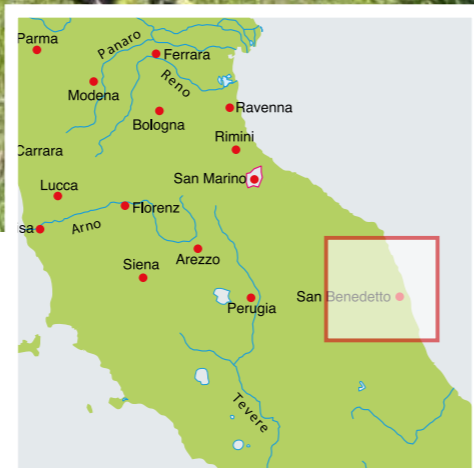 Parma
Panaro
Ferrara
Modena
Reno
Ravenna
Bologna
Rimini
Carrara
San Marino
Lucca
Florenz
sa
Arno
Arezzo
Siena
San Benedetto
Perugia
Tevere